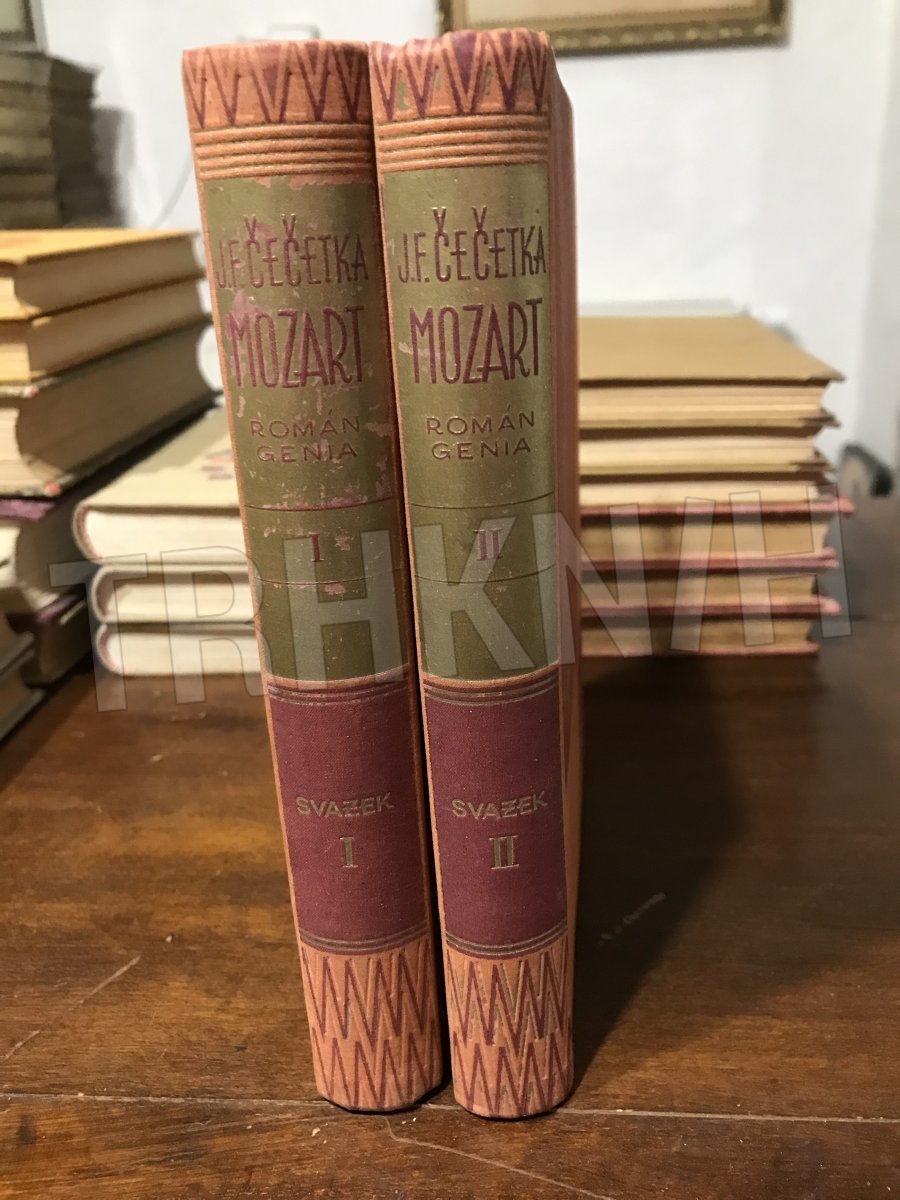 J.F. ČEČETKA
MOZART
ROMÁN
GENIA
I
SVAZEK
I
J.F. ČEČETKA
MOZART
ROMÁN
GENIA
II
SVAZEK
II
TRHKNIH